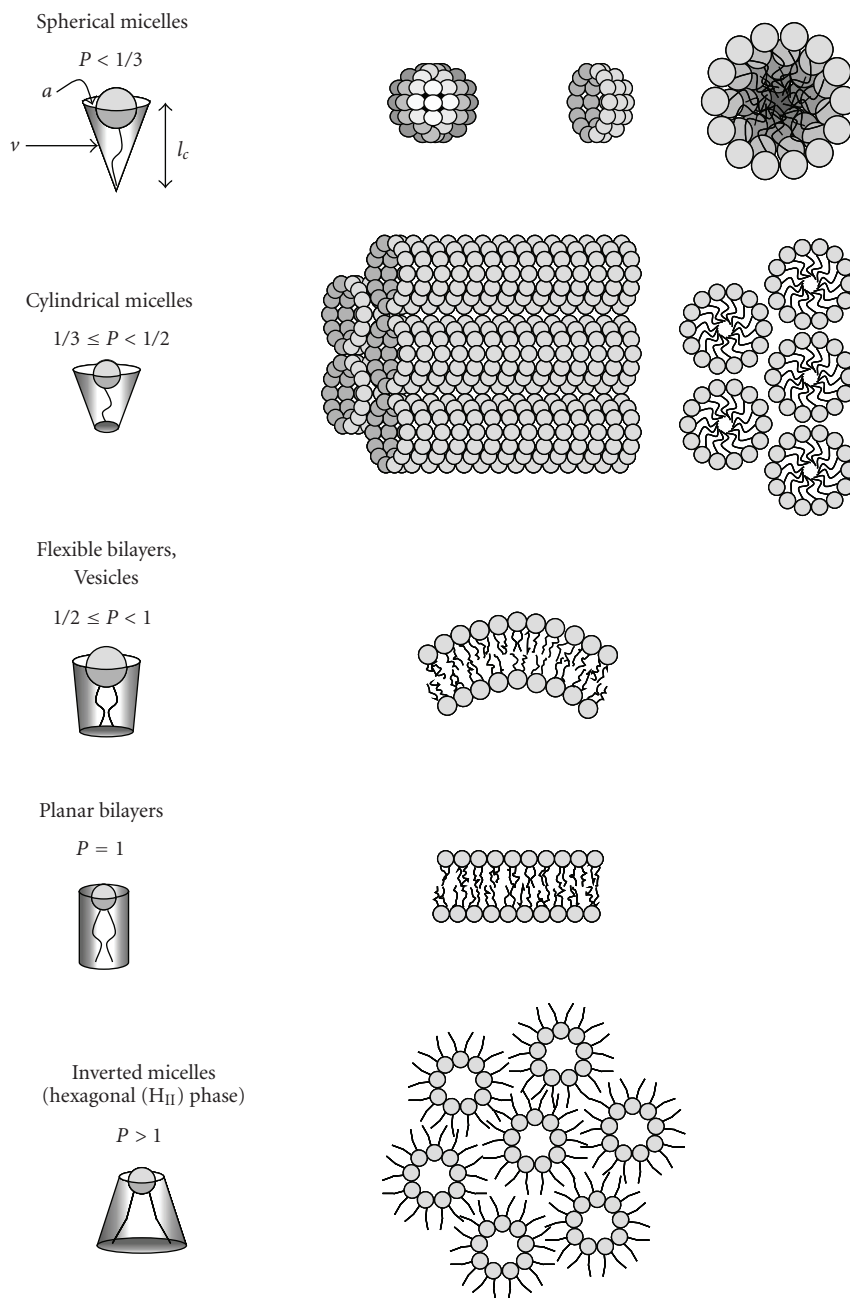 Spherical micelles
P < 1/3
a
v
l_c
Cylindrical micelles
1/3 ≤ P < 1/2
Flexible bilayers,
Vesicles
1/2 ≤ P < 1
Planar bilayers
P = 1
Inverted micelles
(hexagonal (H_II) phase)
P > 1